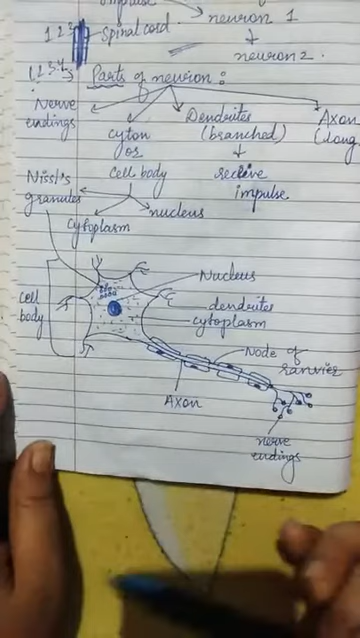 impulse → neuron 1
1 2 3
Spinal cord
neuron 2.
1, 2, 3, 4, 5
Parts of neuron :
Nerve endings
cyton or cell body
Dendrites (branched)
Axon (long
receive impulse
Nissl's granules
nucleus
Cytoplasm
Nucleus
dendrites
cytoplasm
cell body
Node of ranvier
Axon
nerve endings